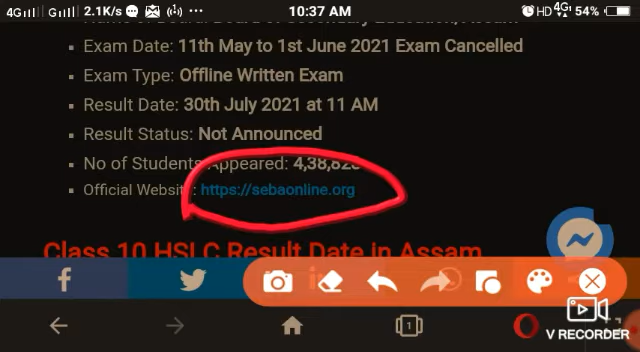 4G 4G 2.1K/s 10:37 AM HD 4G 54%
Exam Date: 11th May to 1st June 2021 Exam Cancelled
Exam Type: Offline Written Exam
Result Date: 30th July 2021 at 11 AM
Result Status: Not Announced
No of Students Appeared:
Official Website: https://sebaonline.org
Class 10 HSLC Result Date in Assam
1
V RECORDER